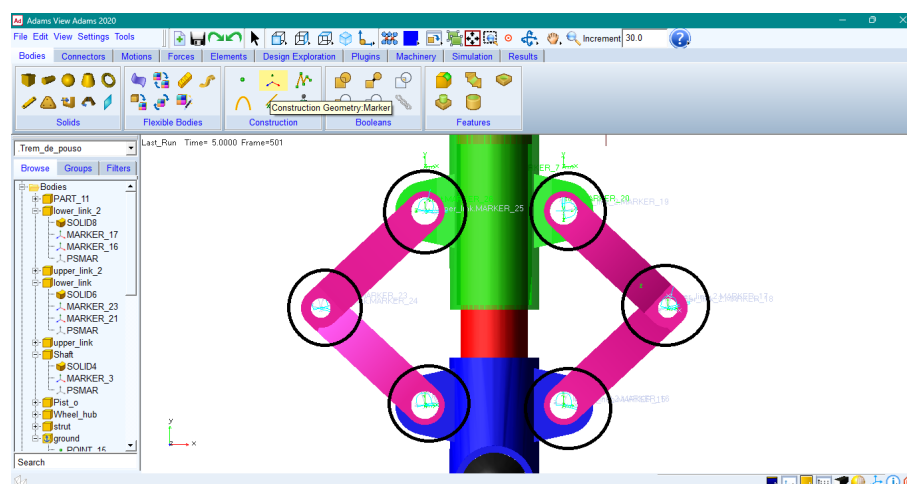 Adams View Adams 2020
File Edit View Settings Tools
Increment 30.0
Bodies Connectors Motions Forces Elements Design Exploration Plugins Machinery Simulation Results
Construction Geometry:Marker
Solids Flexible Bodies Construction Booleans Features
.Trem_de_pouso
Last_Run Time= 5.0000 Frame=501
Browse Groups Filters
Bodies
PART_11
lower_link_2
SOLID8
MARKER_17
MARKER_16
PSMAR
upper_link_2
lower_link
SOLID6
MARKER_23
MARKER_21
PSMAR
upper_link
Shaft
SOLID4
MARKER_3
PSMAR
Pist_o
Wheel_hub
strut
ground
POINT_15
Search
MARKER_25
y
x
z